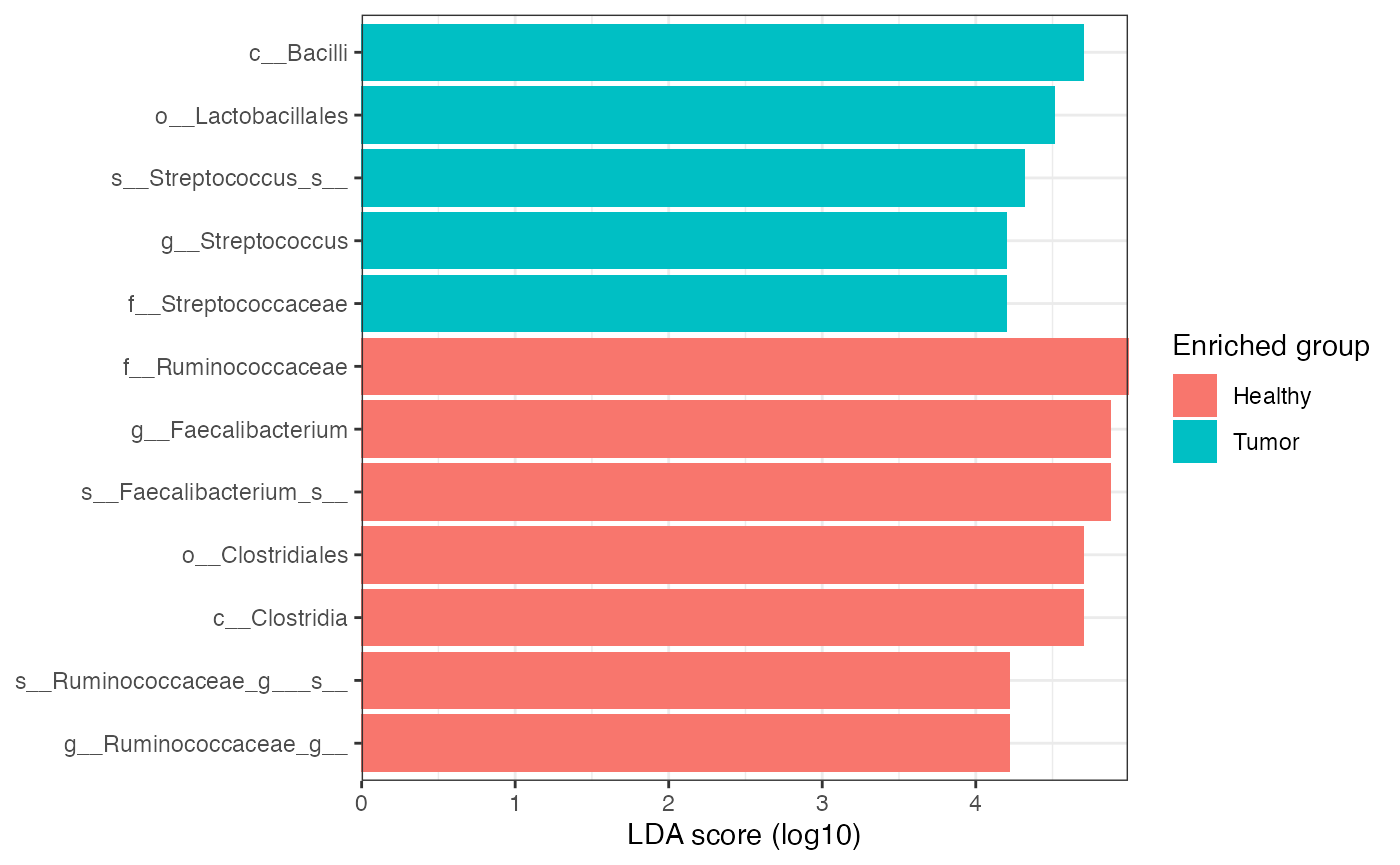 c__Bacilli
o__Lactobacillales
s__Streptococcus_s__
g__Streptococcus
f__Streptococcaceae
f__Ruminococcaceae
g__Faecalibacterium
s__Faecalibacterium_s__
o__Clostridiales
c__Clostridia
s__Ruminococcaceae_g___s__
g__Ruminococcaceae_g__
0 1 2 3 4
LDA score (log10)
Enriched group
Healthy
Tumor